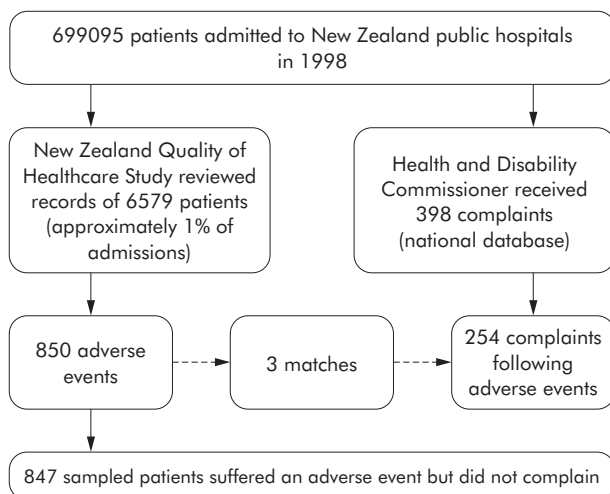 699095 patients admitted to New Zealand public hospitals
in 1998
New Zealand Quality of
Healthcare Study reviewed
records of 6579 patients
(approximately 1% of
admissions)
Health and Disability
Commissioner received
398 complaints
(national database)
850 adverse
events
3 matches
254 complaints
following
adverse events
847 sampled patients suffered an adverse event but did not complain